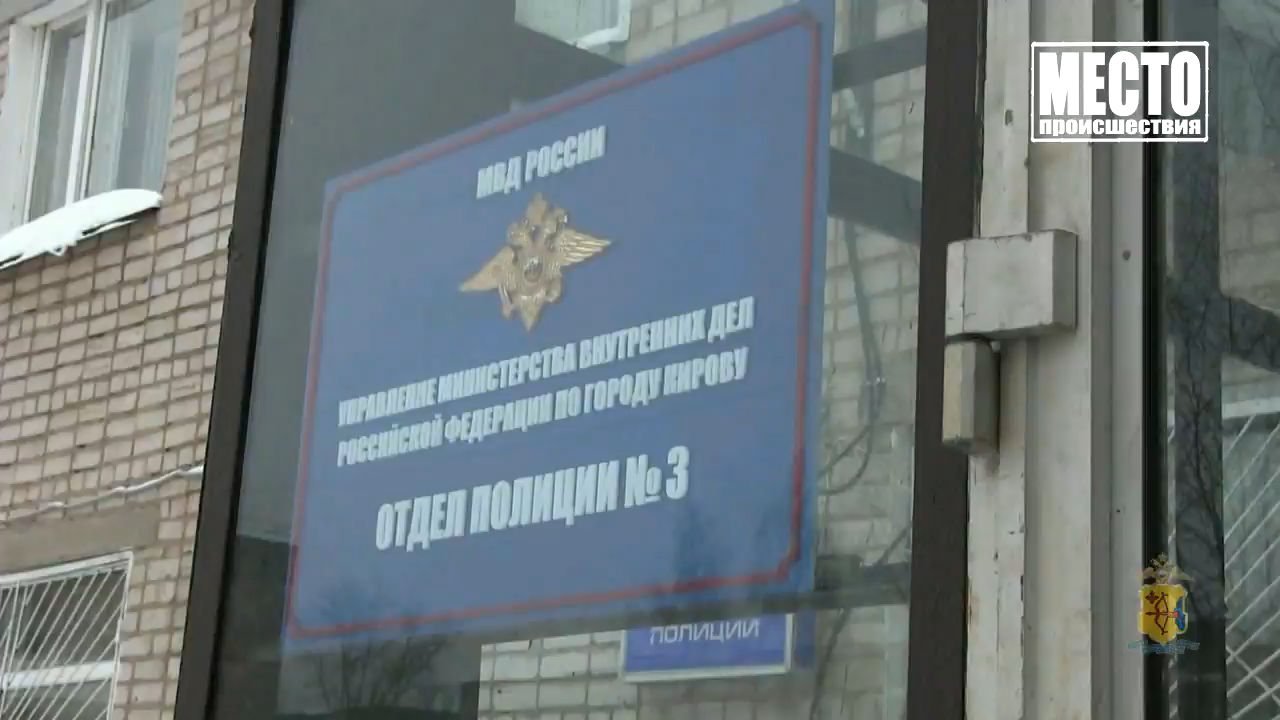 МЕСТО
ПРОИСШЕСТВИЯ
МВД РОССИИ
УПРАВЛЕНИЕ МИНИСТЕРСТВА ВНУТРЕННИХ ДЕЛ
РОССИЙСКОЙ ФЕДЕРАЦИИ ПО ГОРОДУ КИРОВУ
ОТДЕЛ ПОЛИЦИИ № 3
ПОЛИЦИИ